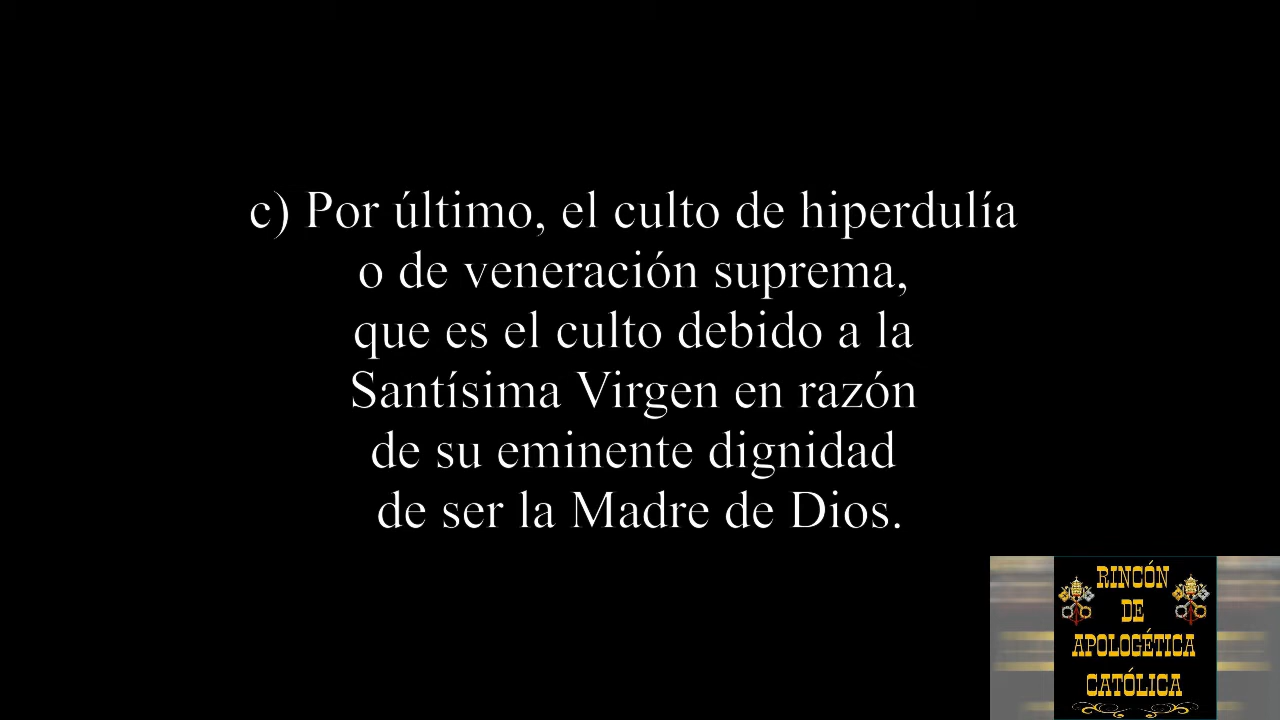 c) Por último, el culto de hiperdulía
o de veneración suprema,
que es el culto debido a la
Santísima Virgen en razón
de su eminente dignidad
de ser la Madre de Dios.
RINCÓN
DE
APOLOGÉTICA
CATÓLICA